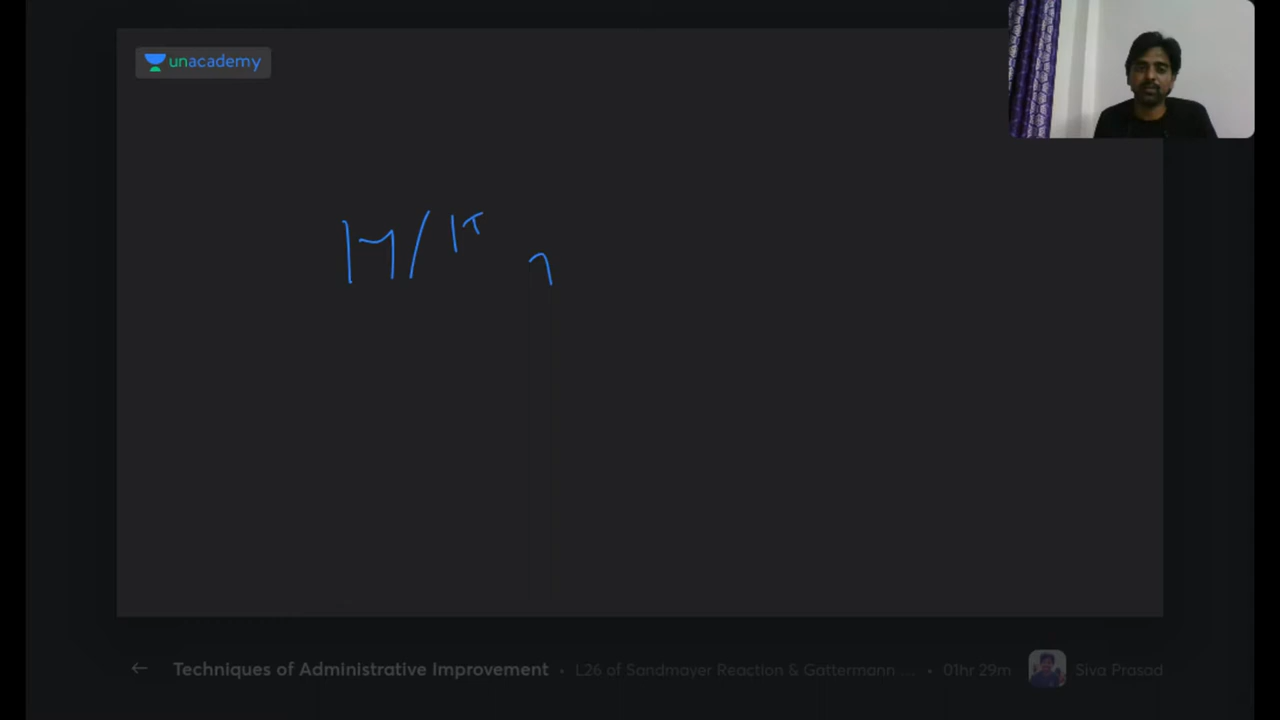 unacademy
← Techniques of Administrative Improvement • L26 of Sandmayer Reaction & Gattermann ... • 01hr 29m Siva Prasad